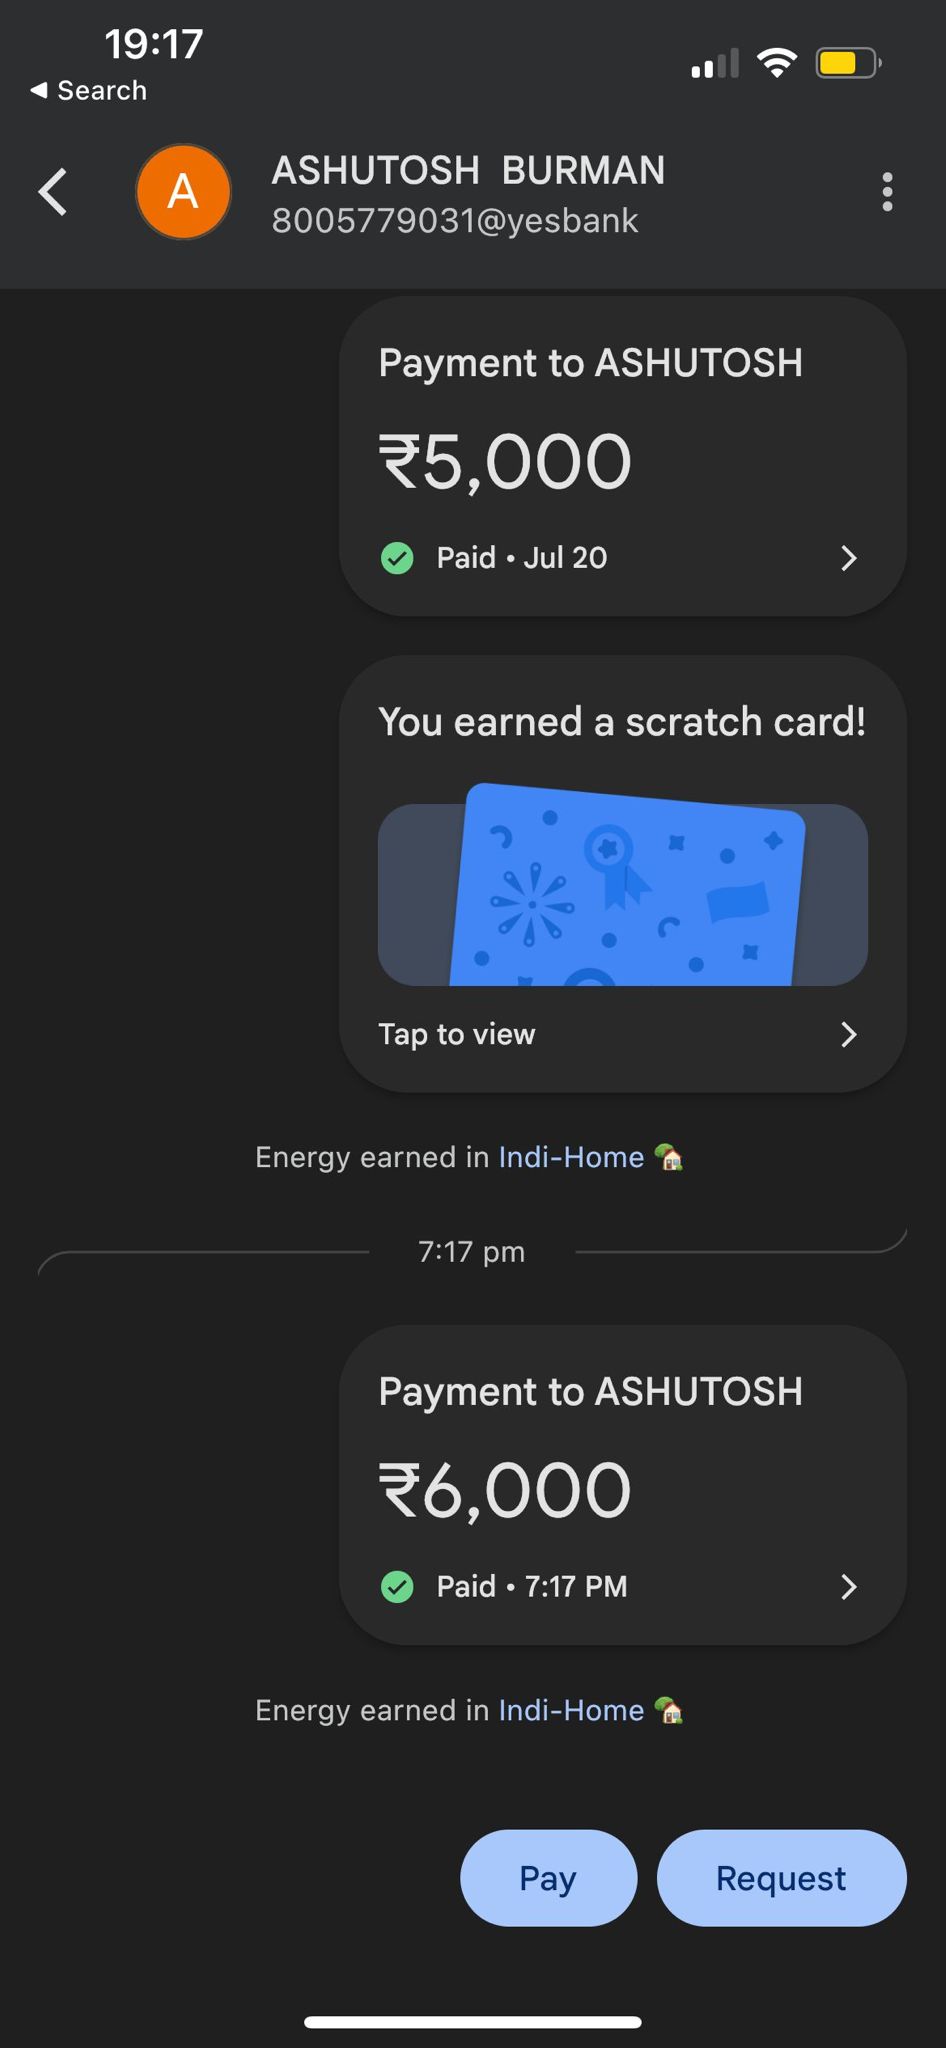 19:17
◀ Search
A
ASHUTOSH BURMAN
8005779031@yesbank
Payment to ASHUTOSH
₹5,000
Paid • Jul 20
You earned a scratch card!
Tap to view
Energy earned in Indi-Home 🏡
7:17 pm
Payment to ASHUTOSH
₹6,000
Paid • 7:17 PM
Energy earned in Indi-Home 🏡
Pay
Request